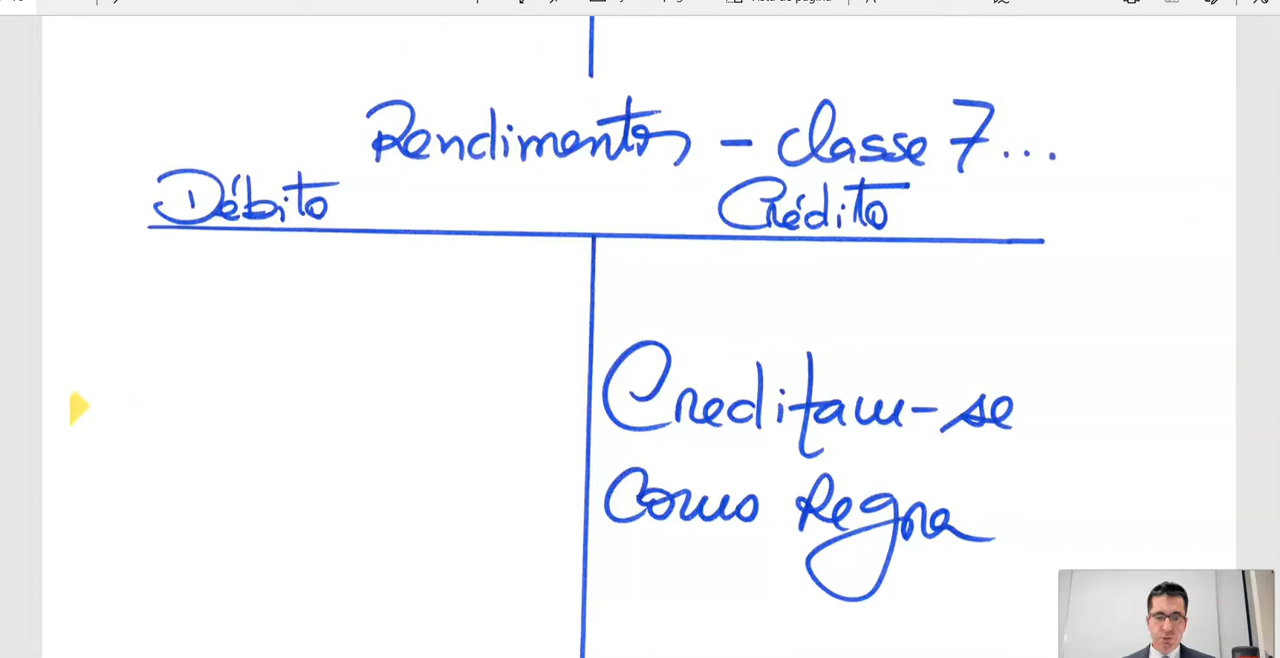 Rendimentos - classe 7...
Débito Crédito
Creditam-se
Como Regra